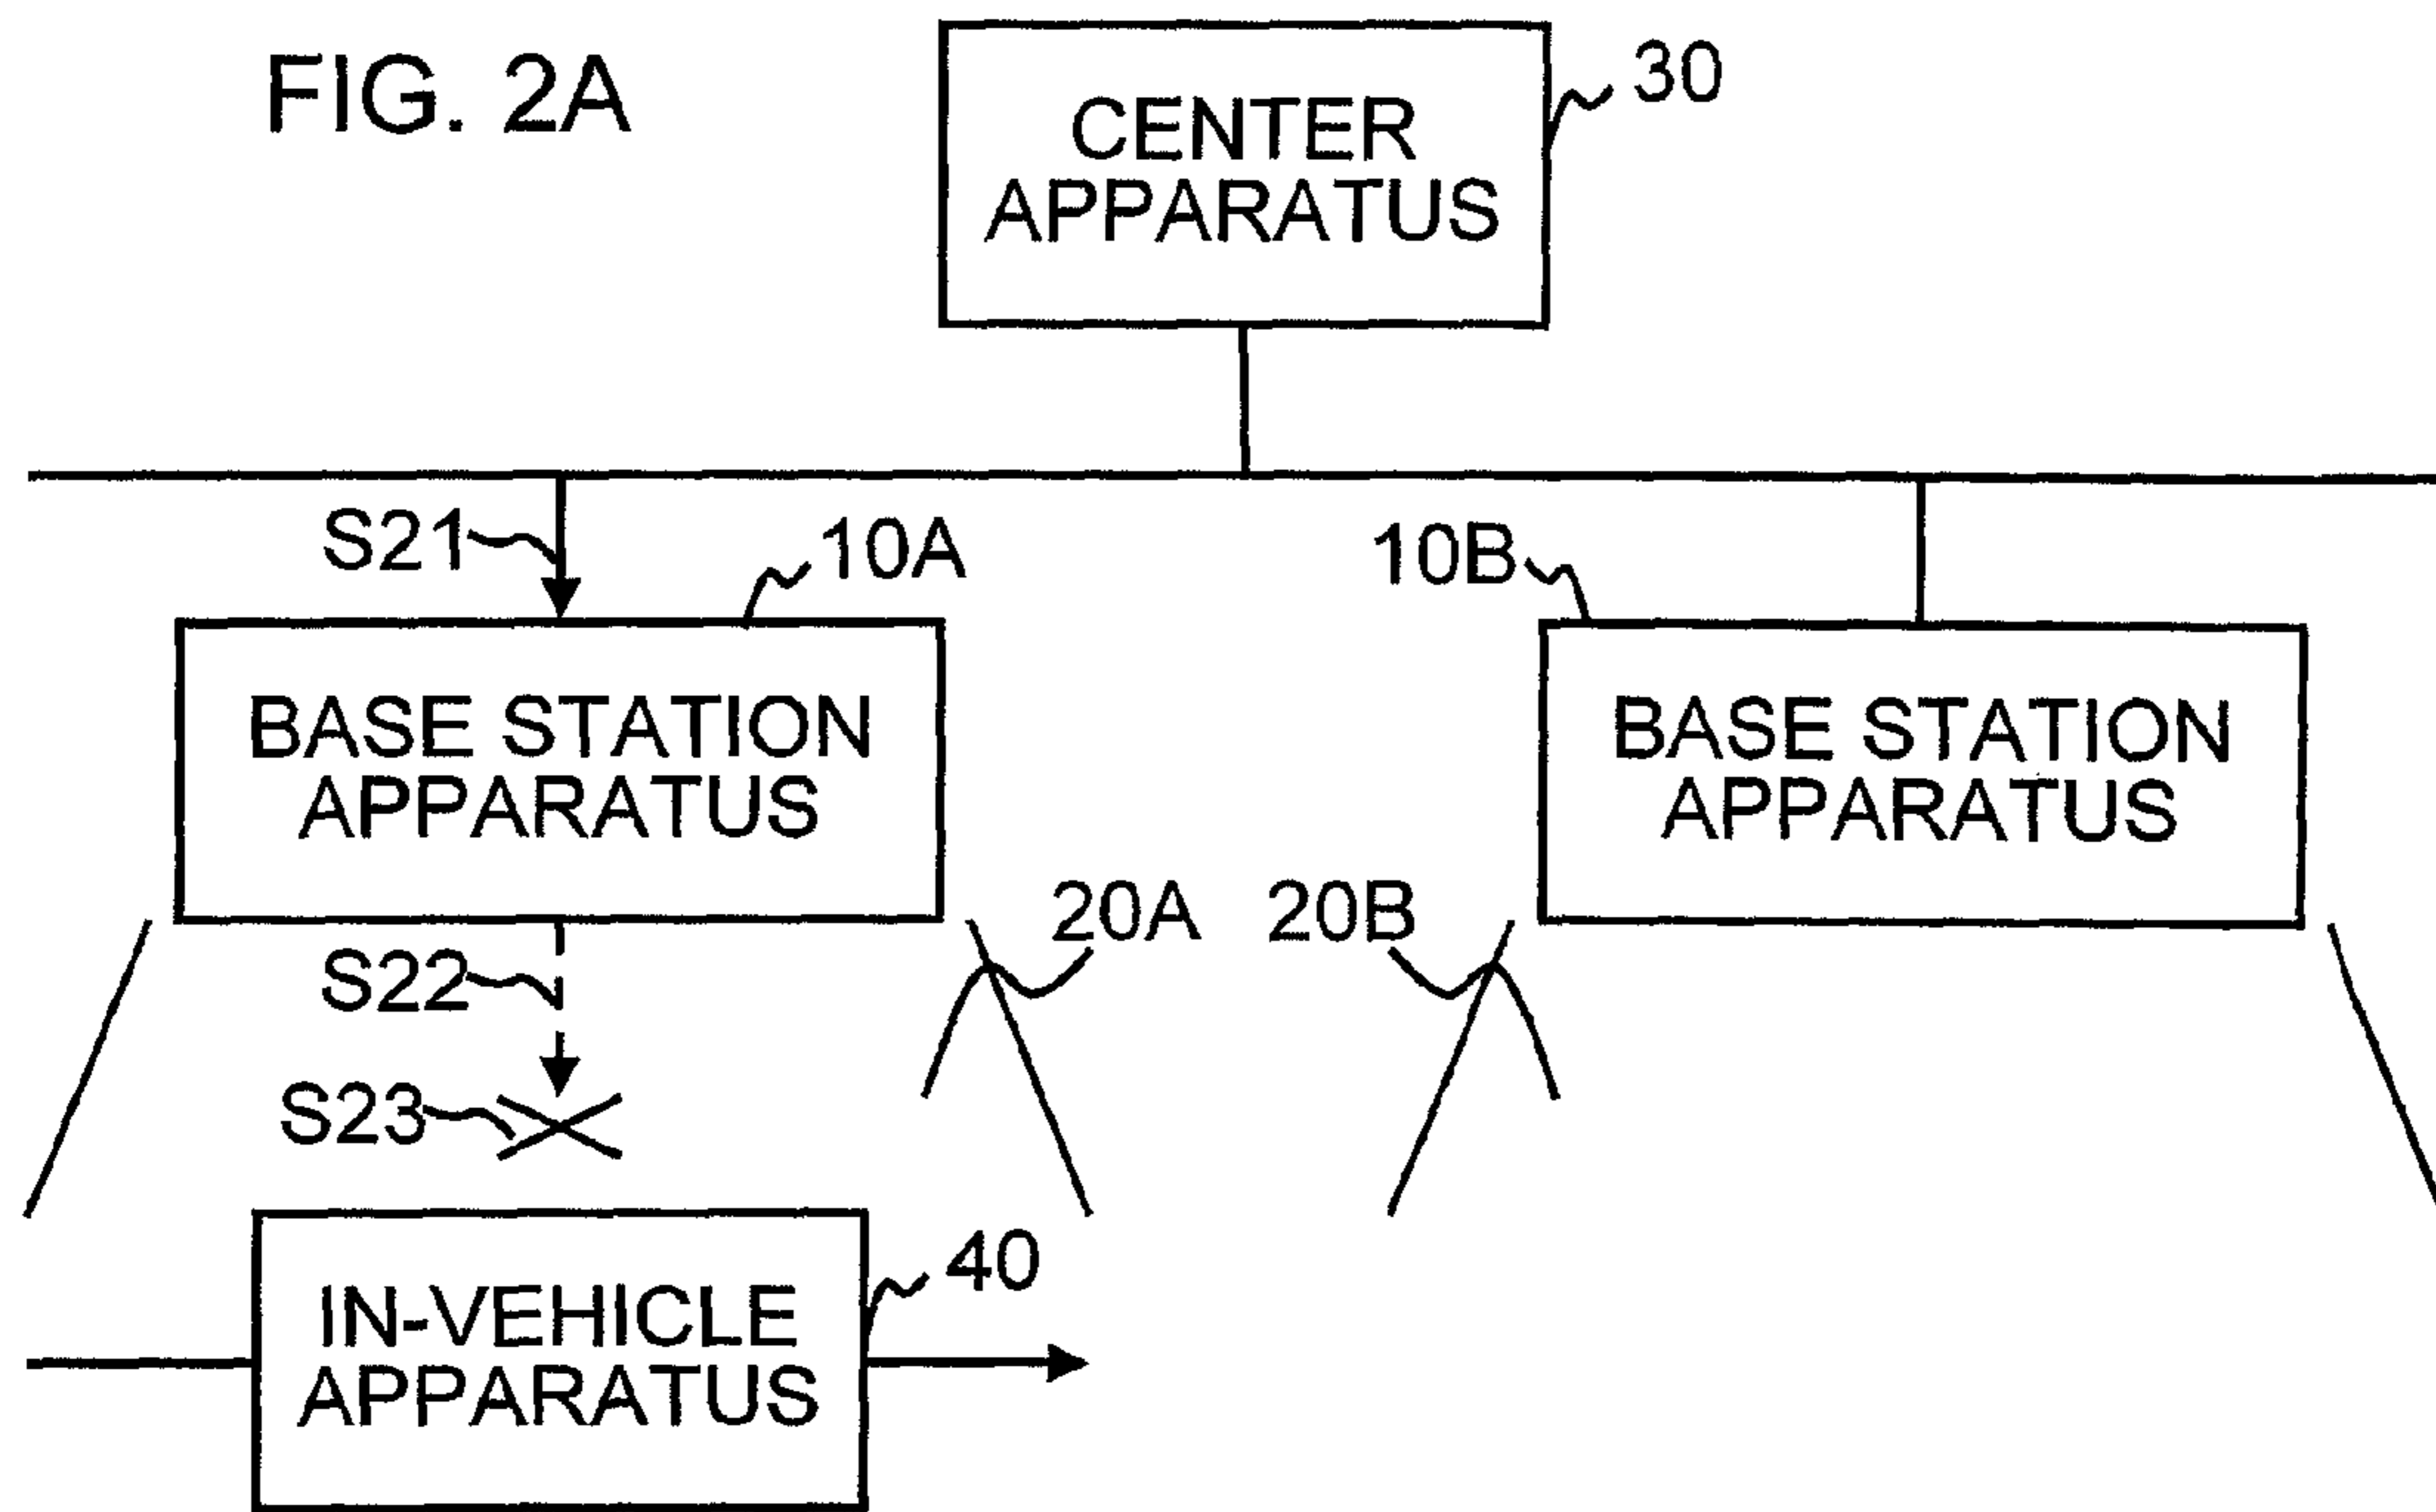 FIG. 2A
30
CENTER
APPARATUS
S21
10A
10B
BASE STATION
APPARATUS
BASE STATION
APPARATUS
20A
20B
S22
S23
40
IN-VEHICLE
APPARATUS